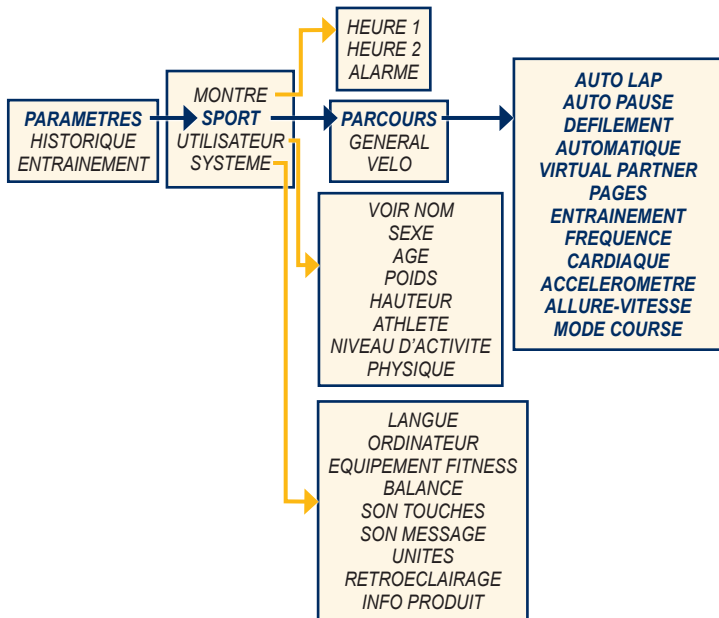 PARAMETRES
HISTORIQUE
ENTRAINEMENT
MONTRE
SPORT
UTILISATEUR
SYSTEME
HEURE 1
HEURE 2
ALARME
PARCOURS
GENERAL
VELO
AUTO LAP
AUTO PAUSE
DEFILEMENT
AUTOMATIQUE
VIRTUAL PARTNER
PAGES
ENTRAINEMENT
FREQUENCE
CARDIAQUE
ACCELEROMETRE
ALLURE-VITESSE
MODE COURSE
VOIR NOM
SEXE
AGE
POIDS
HAUTEUR
ATHLETE
NIVEAU D'ACTIVITE
PHYSIQUE
LANGUE
ORDINATEUR
EQUIPEMENT FITNESS
BALANCE
SON TOUCHES
SON MESSAGE
UNITES
RETROECLAIRAGE
INFO PRODUIT